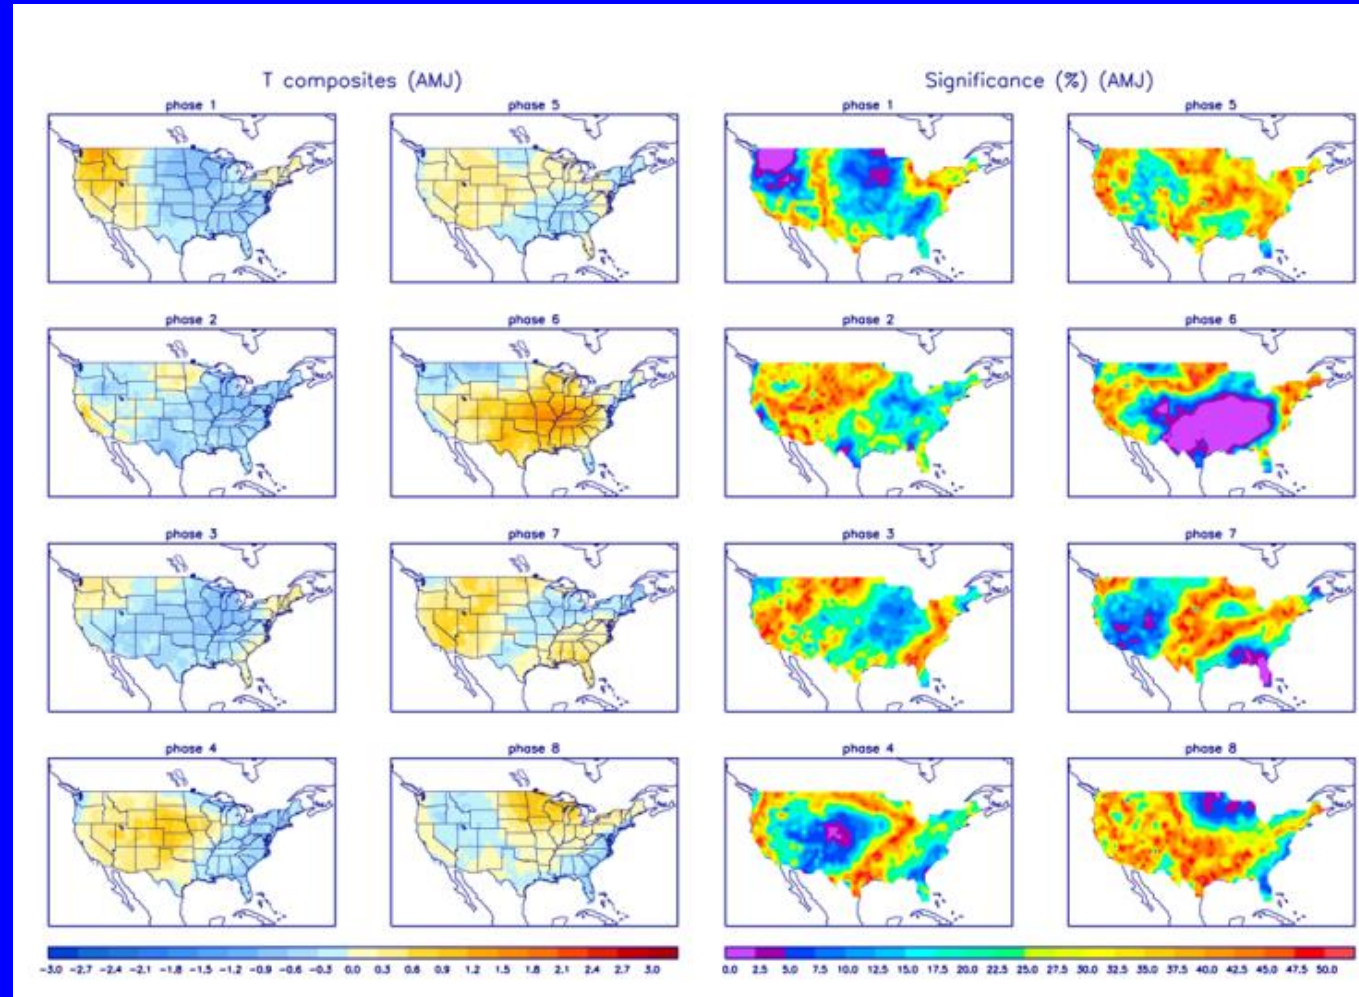 T composites (AMJ)
Significance (%) (AMJ)
phase 1
phase 5
phase 1
phase 5
phase 2
phase 6
phase 2
phase 6
phase 3
phase 7
phase 3
phase 7
phase 4
phase 8
phase 4
phase 8
-3.0 -2.7 -2.4 -2.1 -1.8 -1.5 -1.2 -0.9 -0.6 -0.3 0.0 0.3 0.6 0.9 1.2 1.5 1.8 2.1 2.4 2.7 3.0
0.0 2.5 5.0 7.5 10.0 12.5 15.0 17.5 20.0 22.5 25.0 27.5 30.0 32.5 35.0 37.5 40.0 42.5 45.0 47.5 50.0